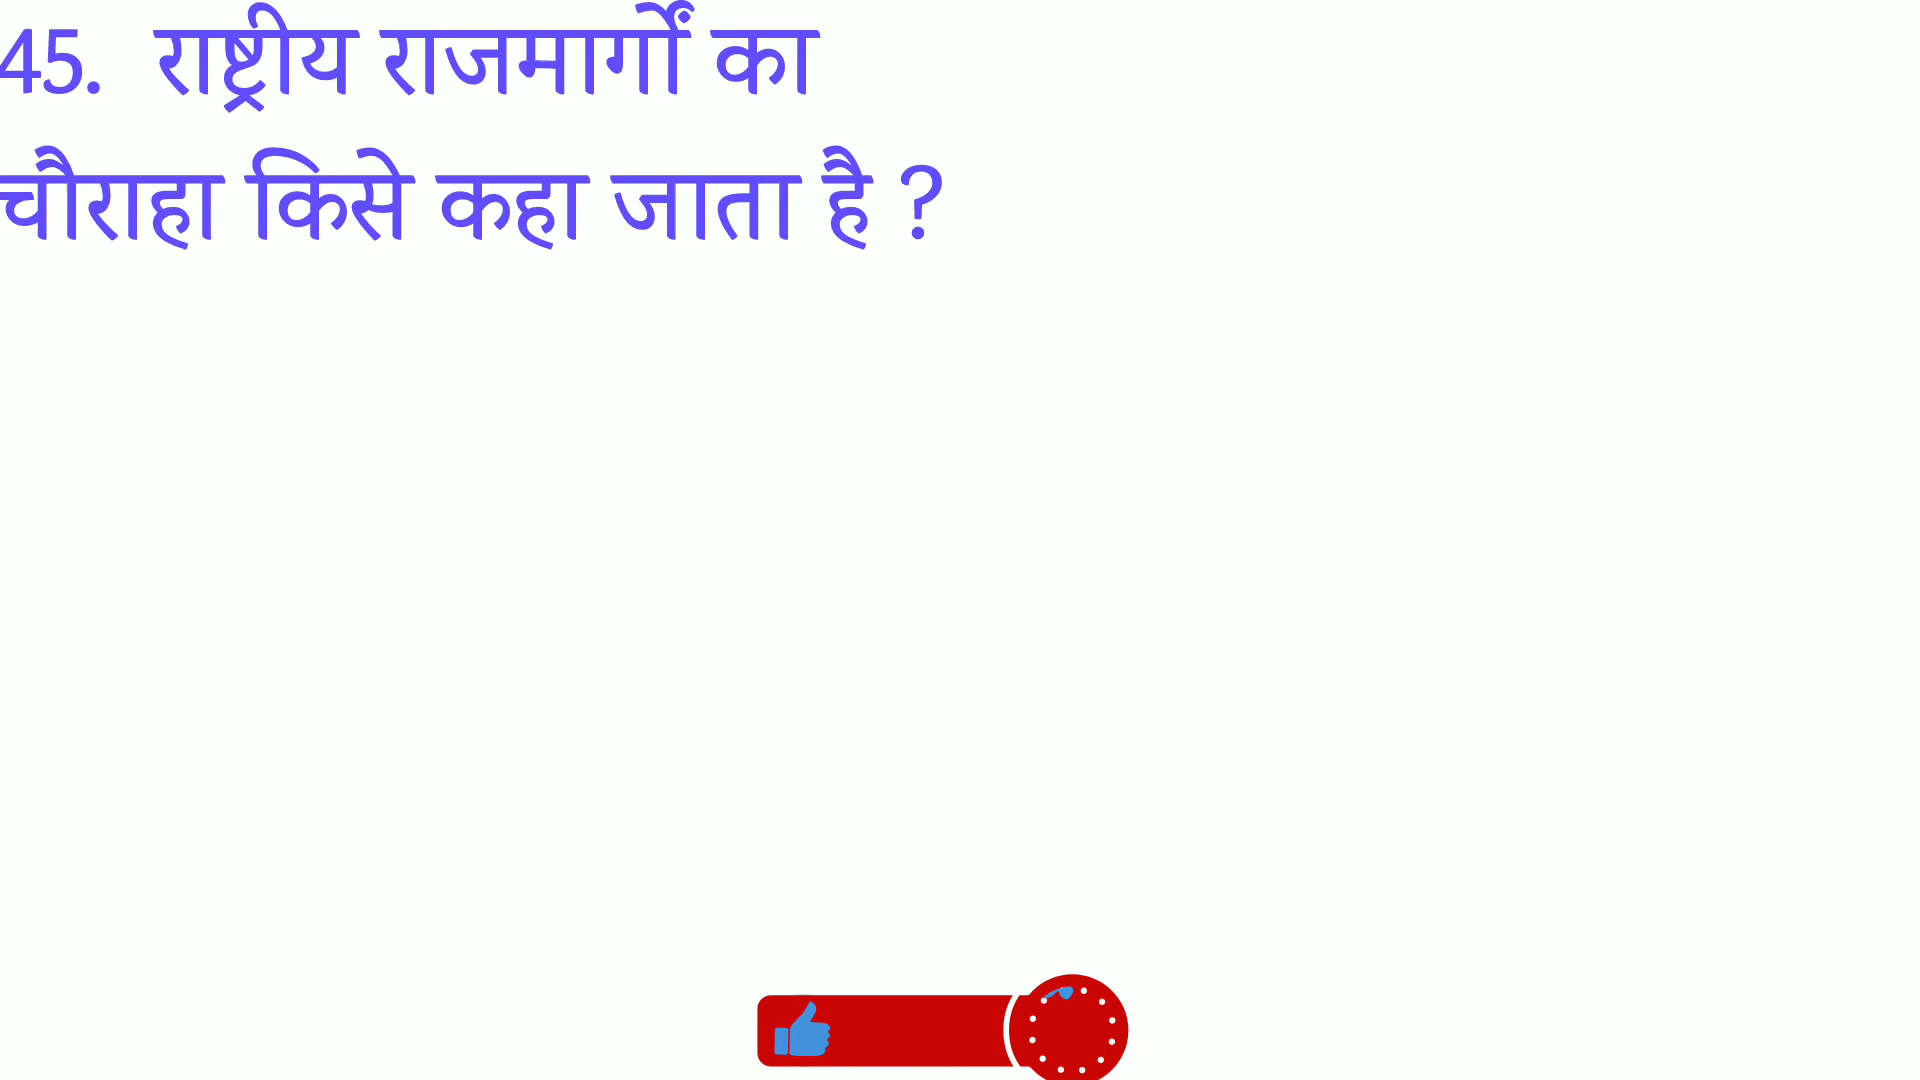 45. राष्ट्रीय राजमार्गों का
चौराहा किसे कहा जाता है ?